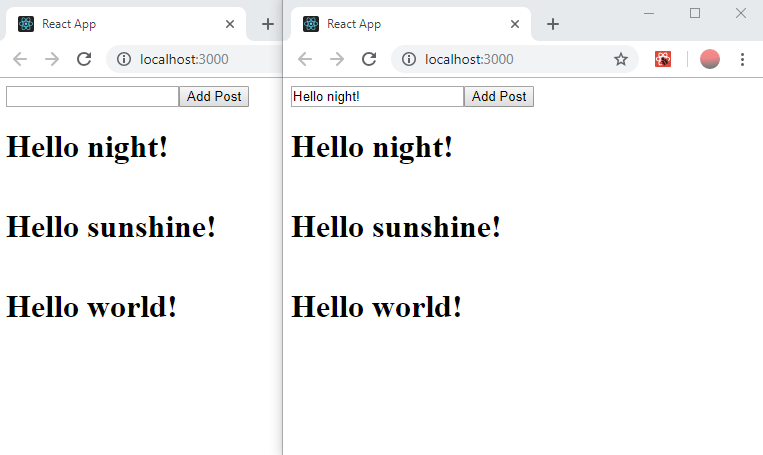 React App
localhost:3000
Add Post
Hello night!
Hello sunshine!
Hello world!
React App
localhost:3000
Hello night! Add Post
Hello night!
Hello sunshine!
Hello world!